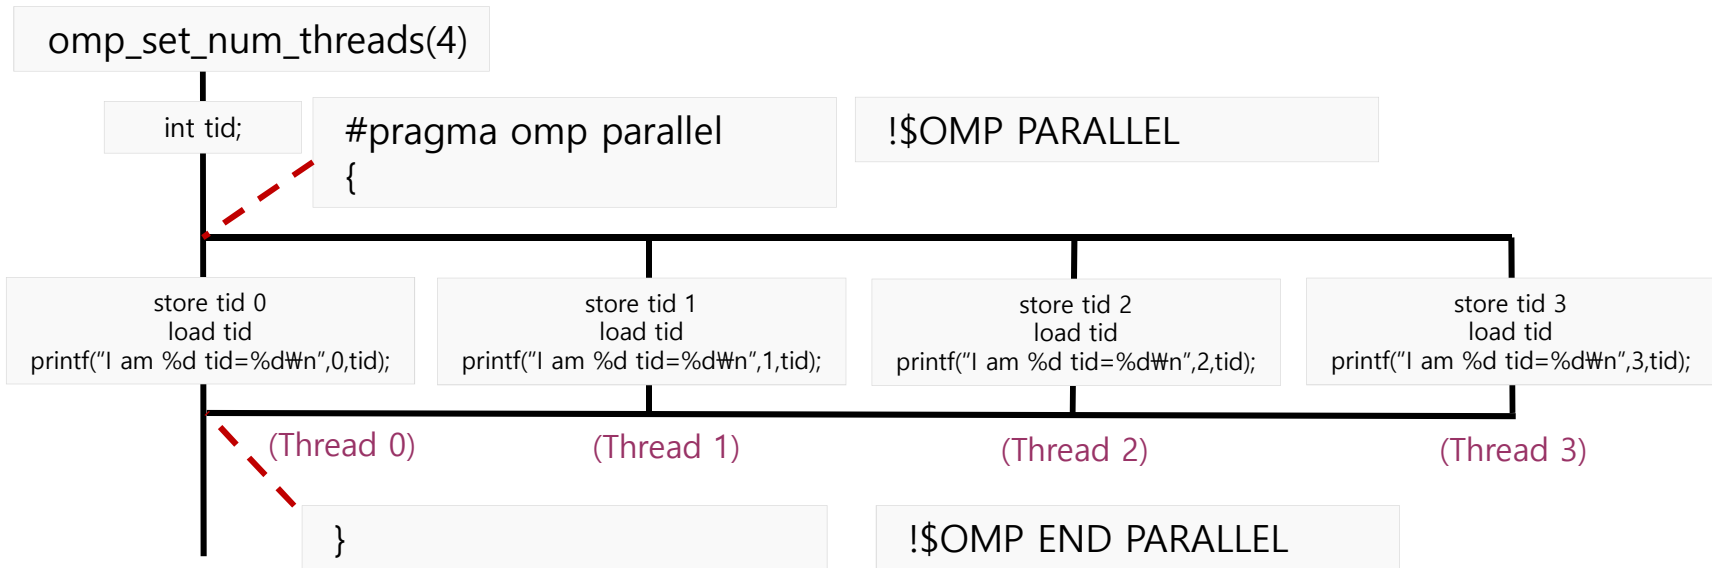 omp_set_num_threads(4)
int tid;
#pragma omp parallel
{
!$OMP PARALLEL
store tid 0
load tid
printf(“I am %d tid=%d₩n”,0,tid);
store tid 1
load tid
printf(“I am %d tid=%d₩n”,1,tid);
store tid 2
load tid
printf(“I am %d tid=%d₩n”,2,tid);
store tid 3
load tid
printf(“I am %d tid=%d₩n”,3,tid);
(Thread 0)
(Thread 1)
(Thread 2)
(Thread 3)
}
!$OMP END PARALLEL